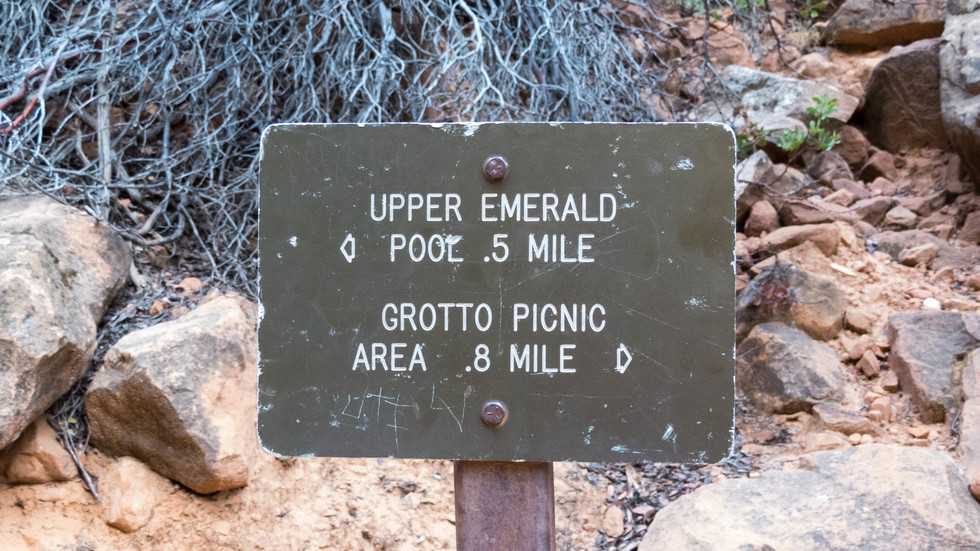 UPPER EMERALD
POOL .5 MILE
GROTTO PICNIC
AREA .8 MILE